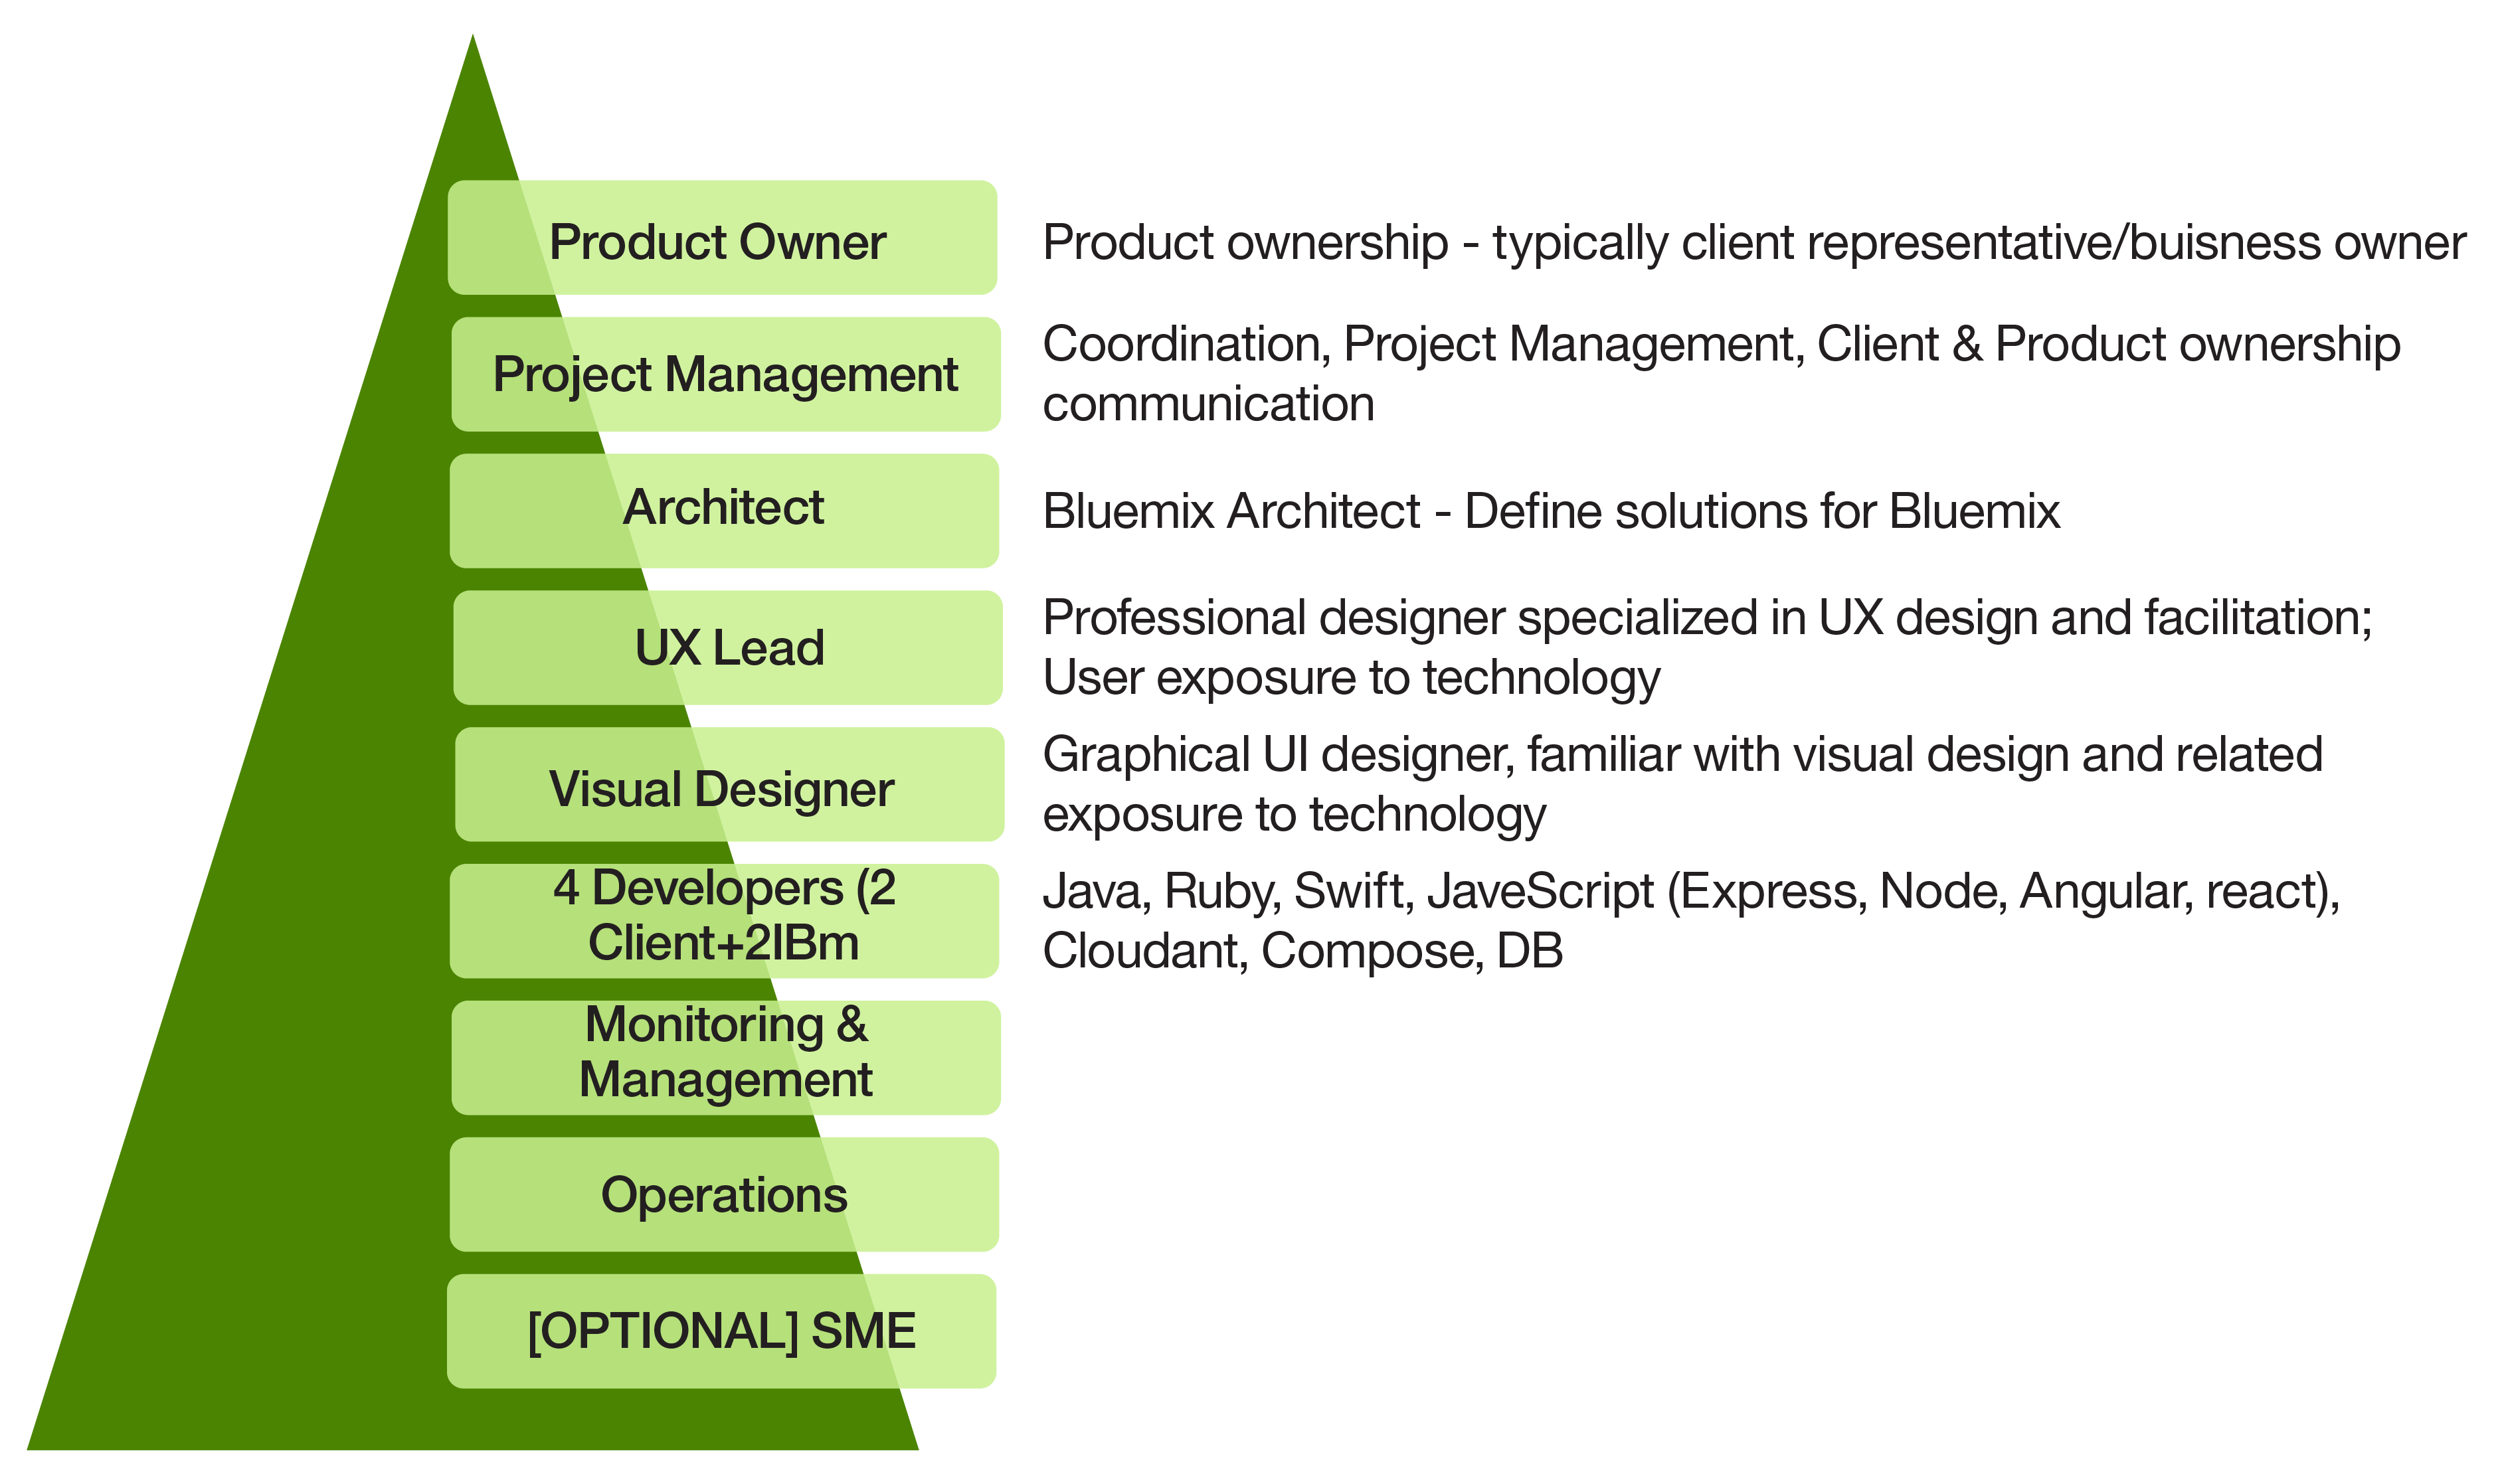 Product Owner
Product ownership - typically client representative/buisness owner
Project Management
Coordination, Project Management, Client & Product ownership
communication
Architect
Bluemix Architect - Define solutions for Bluemix
UX Lead
Professional designer specialized in UX design and facilitation;
User exposure to technology
Visual Designer
Graphical UI designer, familiar with visual design and related
exposure to technology
4 Developers (2
Client+2IBm
Java, Ruby, Swift, JaveScript (Express, Node, Angular, react),
Cloudant, Compose, DB
Monitoring &
Management
Operations
[OPTIONAL] SME